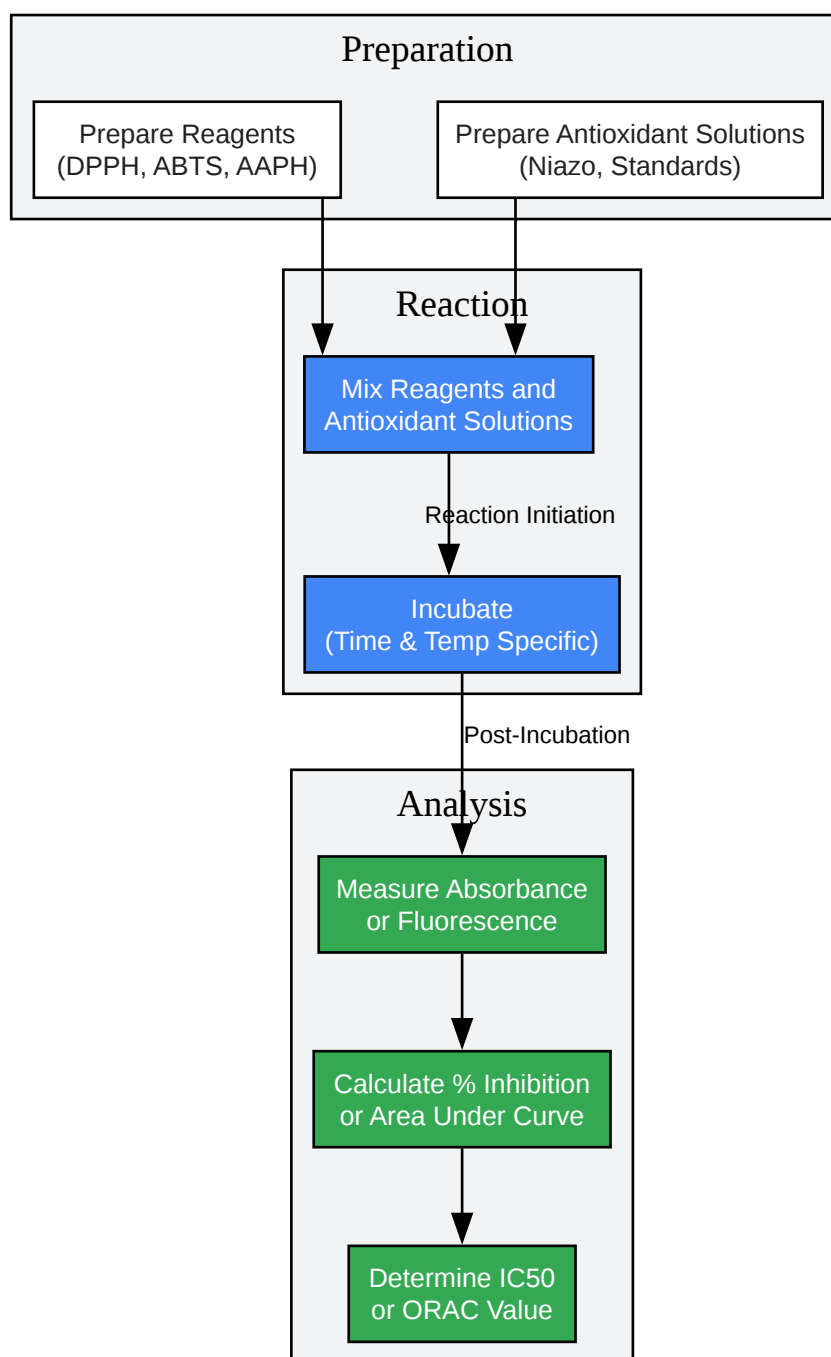 Preparation
Prepare Reagents
(DPPH, ABTS, AAPH)
Prepare Antioxidant Solutions
(Niazo, Standards)
Reaction
Mix Reagents and
Antioxidant Solutions
Reaction Initiation
Incubate
(Time & Temp Specific)
Post-Incubation
Analysis
Measure Absorbance
or Fluorescence
Calculate % Inhibition
or Area Under Curve
Determine IC50
or ORAC Value